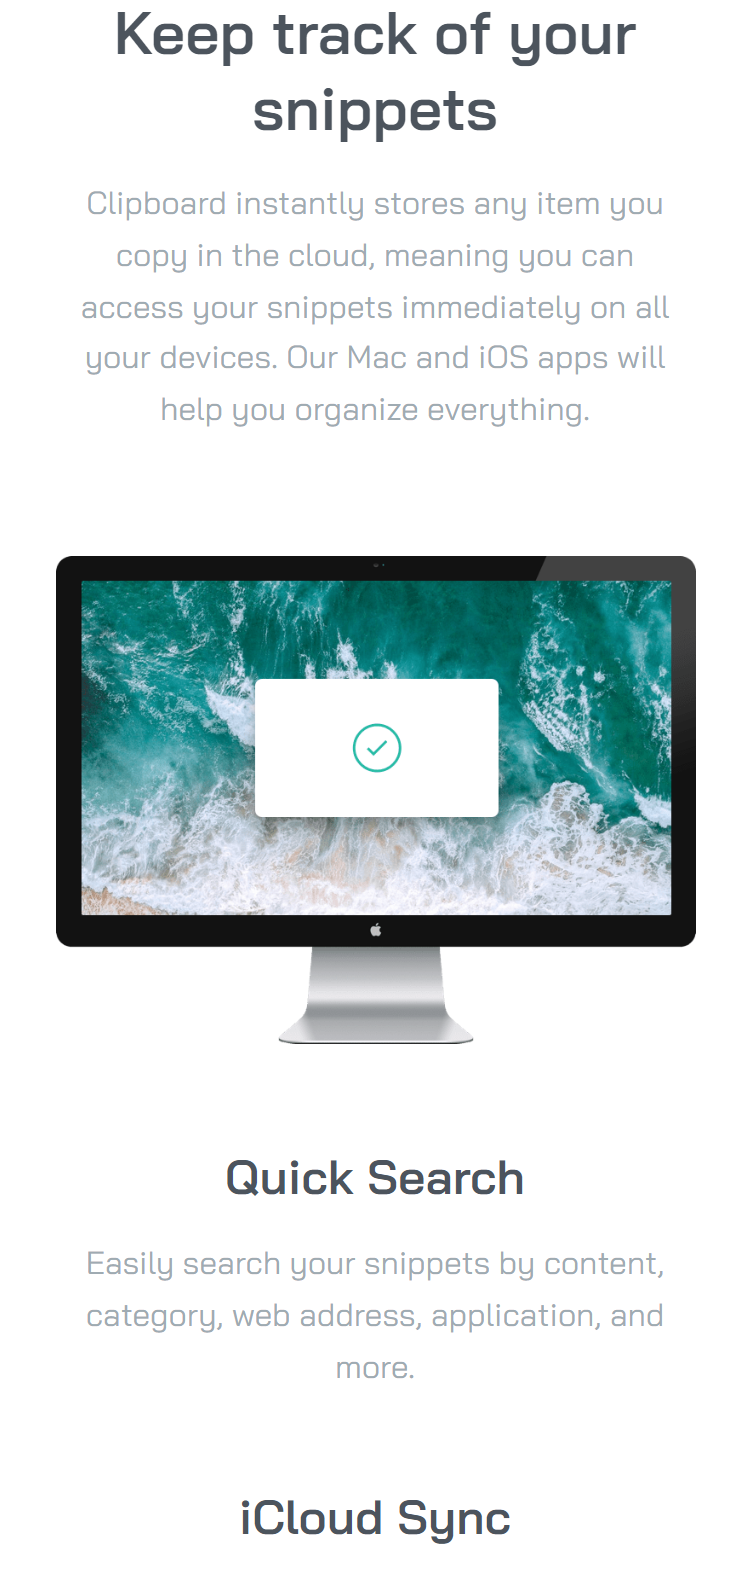 Keep track of your
snippets
Clipboard instantly stores any item you
copy in the cloud, meaning you can
access your snippets immediately on all
your devices. Our Mac and iOS apps will
help you organize everything.
Quick Search
Easily search your snippets by content,
category, web address, application, and
more.
iCloud Sync